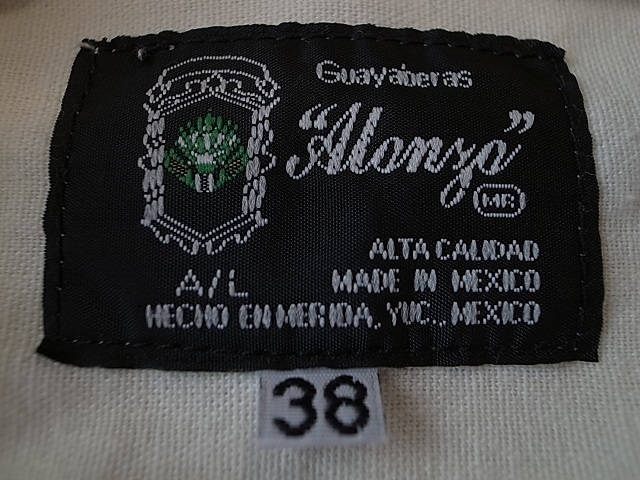 Guayaberas
"Alonzo"
MR
ALTA CALIDAD
A/L MADE IN MEXICO
HECHO EN MERIDA, YUC., MEXICO
38